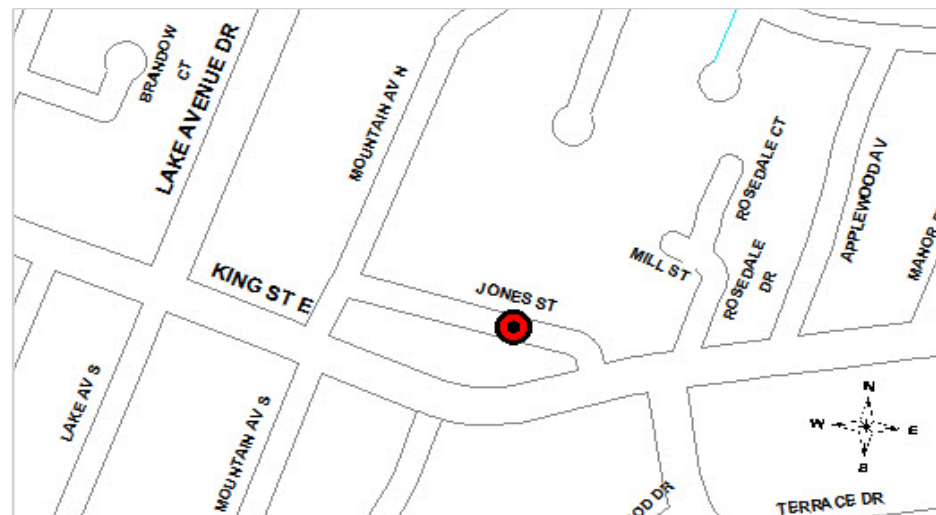 BRANDOW
CT
LAKE AVENUE DR
MOUNTAIN AV N
ROSEDALE CT
APPLEWOOD AV
MILL ST
ROSEDALE
DR
KING ST E
JONES ST
LAKE AV S
MOUNTAIN AV S
N
W
E
TERRACE DR